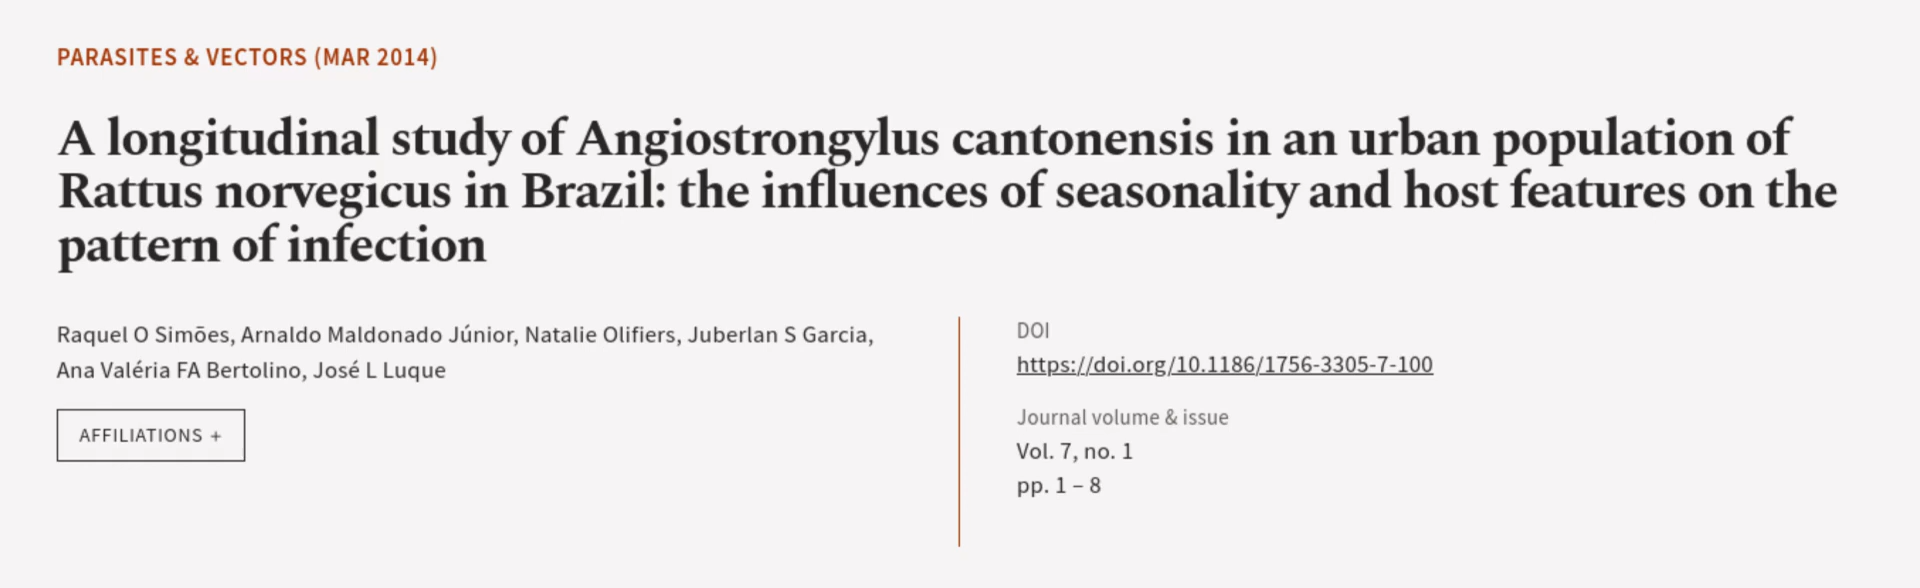 PARASITES & VECTORS (MAR 2014)
A longitudinal study of Angiostrongylus cantonensis in an urban population of
Rattus norvegicus in Brazil: the influences of seasonality and host features on the
pattern of infection
Raquel O Simões, Arnaldo Maldonado Júnior, Natalie Olifiers, Juberlan S Garcia,
Ana Valéria FA Bertolino, José L Luque
AFFILIATIONS +
DOI
https://doi.org/10.1186/1756-3305-7-100
Journal volume & issue
Vol. 7, no. 1
pp. 1 – 8